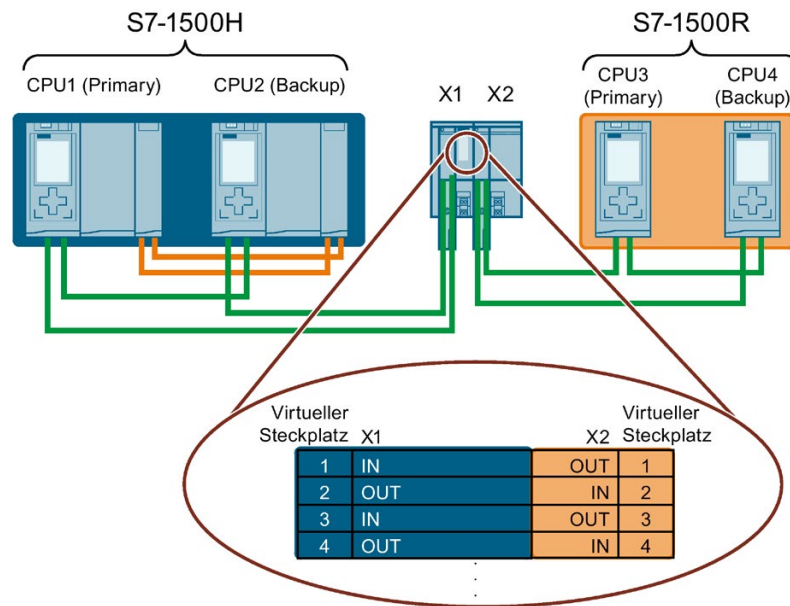 S7-1500H
S7-1500R
CPU1 (Primary)
CPU2 (Backup)
X1
X2
CPU3
(Primary)
CPU4
(Backup)
Virtueller
Steckplatz
X1
X2
Virtueller
Steckplatz
1 IN OUT 1
2 OUT IN 2
3 IN OUT 3
4 OUT IN 4